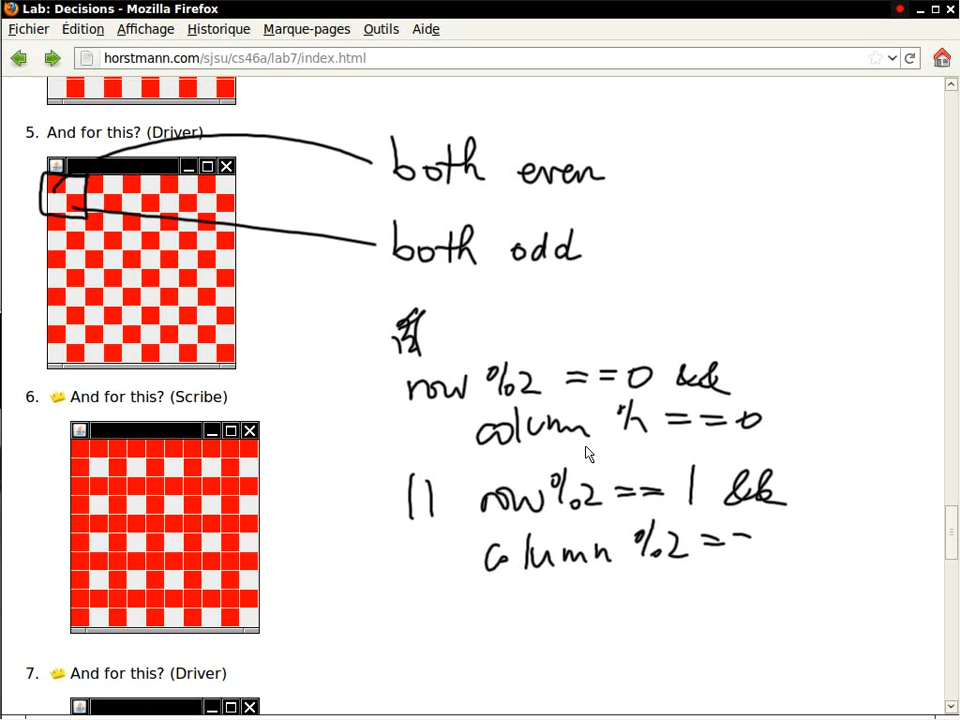 Lab: Decisions - Mozilla Firefox
Fichier Édition Affichage Historique Marque-pages Outils Aide
horstmann.com/sjsu/cs46a/lab7/index.html
5. And for this? (Driver)
both even
both odd
row %2 ==0 &&
column % == 0
|| row%2 == 1 &&
column %2 =-
6. And for this? (Scribe)
7. And for this? (Driver)